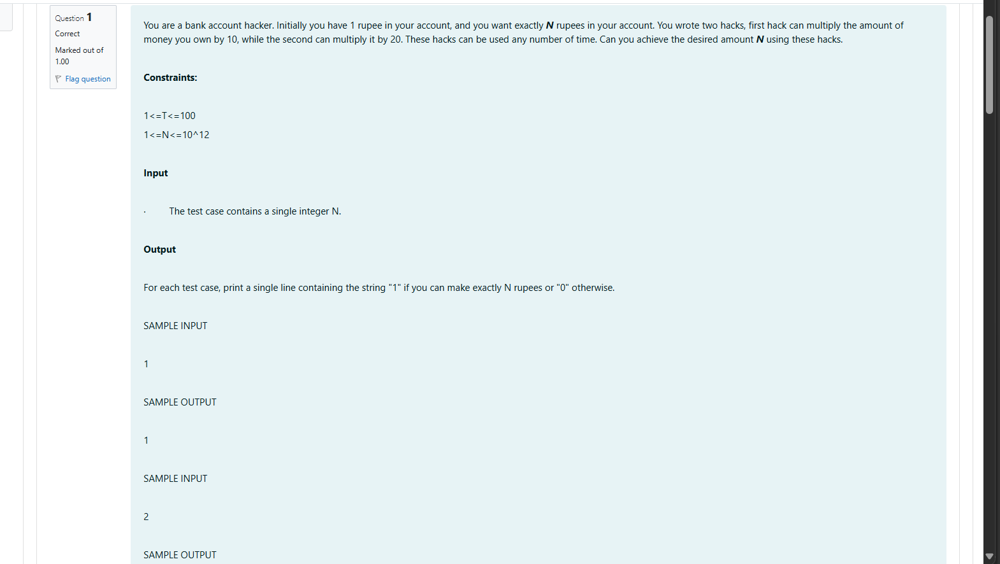 Question 1
Correct
Marked out of
1.00
Flag question
You are a bank account hacker. Initially you have 1 rupee in your account, and you want exactly N rupees in your account. You wrote two hacks, first hack can multiply the amount of
money you own by 10, while the second can multiply it by 20. These hacks can be used any number of time. Can you achieve the desired amount N using these hacks.
Constraints:
1<=T<=100
1<=N<=10^12
Input
· The test case contains a single integer N.
Output
For each test case, print a single line containing the string "1" if you can make exactly N rupees or "0" otherwise.
SAMPLE INPUT
1
SAMPLE OUTPUT
1
SAMPLE INPUT
2
SAMPLE OUTPUT